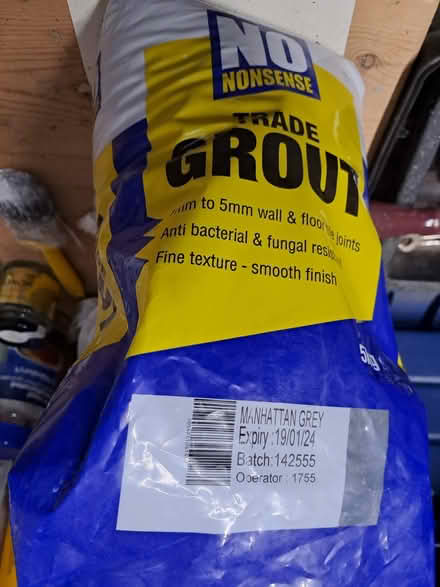 NO
NONSENSE
TRADE
GROUT
to 5mm wall & floor joints
Anti bacterial & fungal
Fine texture - smooth finish
5kg
MANHATTAN GREY
Expiry :19/01/24
Batch:142555
Operator : 1755